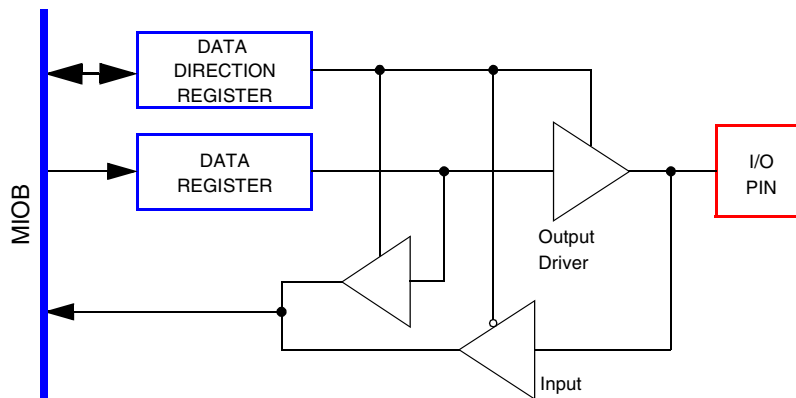 DATA
DIRECTION
REGISTER
DATA
REGISTER
I/O
PIN
MIOB
Output
Driver
Input